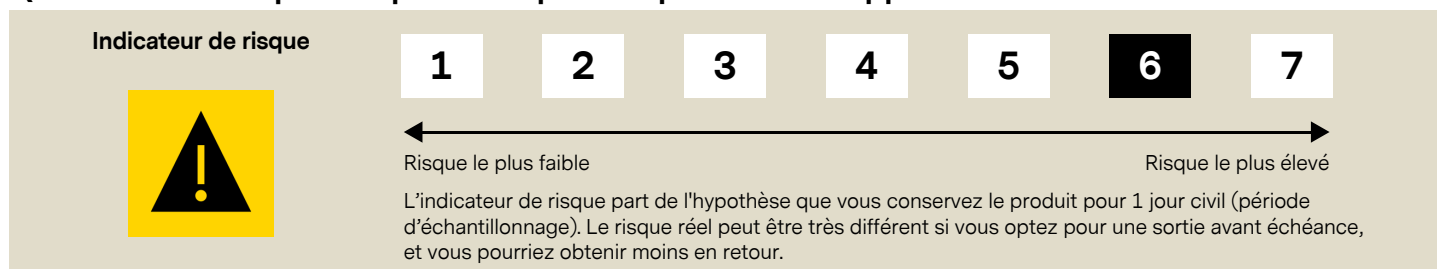 Indicateur de risque
1 2 3 4 5 6 7
Risque le plus faible Risque le plus élevé
L’indicateur de risque part de l'hypothèse que vous conservez le produit pour 1 jour civil (période
d’échantillonnage). Le risque réel peut être très différent si vous optez pour une sortie avant échéance,
et vous pourriez obtenir moins en retour.